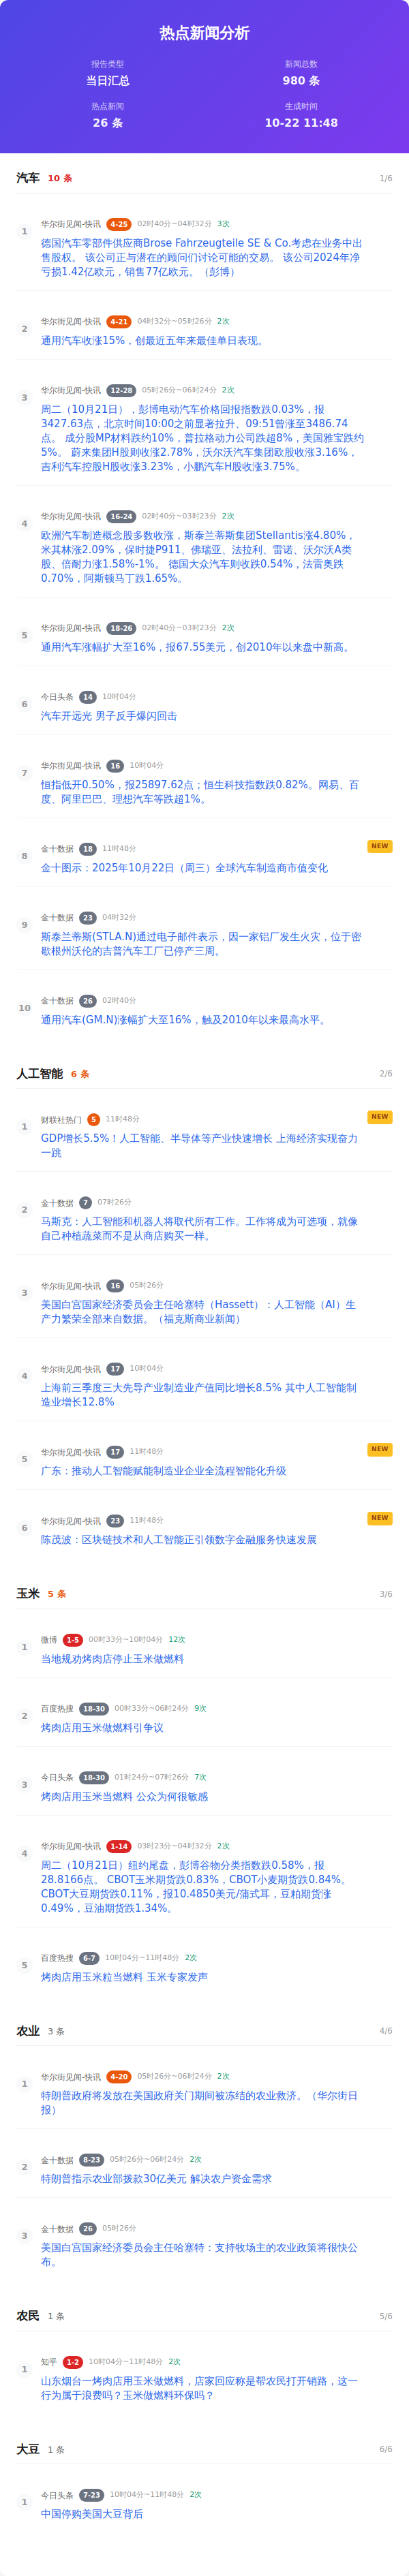 热点新闻分析
报告类型
当日汇总
新闻总数
980 条
热点新闻
26 条
生成时间
10-22 11:48
汽车 10 条 1/6
1
华尔街见闻-快讯 4-25 02时40分~04时32分 3次
德国汽车零部件供应商Brose Fahrzeugteile SE & Co.考虑在业务中出
售股权。 该公司正与潜在的顾问们讨论可能的交易。 该公司2024年净
亏损1.42亿欧元，销售77亿欧元。（彭博）
2
华尔街见闻-快讯 4-21 04时32分~05时26分 2次
通用汽车收涨15%，创最近五年来最佳单日表现。
3
华尔街见闻-快讯 12-28 05时26分~06时24分 2次
周二（10月21日），彭博电动汽车价格回报指数跌0.03%，报
3427.63点，北京时间10:00之前显著拉升、09:51曾涨至3486.74
点。 成分股MP材料跌约10%，普拉格动力公司跌超8%，美国雅宝跌约
5%。 蔚来集团H股则收涨2.78%，沃尔沃汽车集团欧股收涨3.16%，
吉利汽车控股H股收涨3.23%，小鹏汽车H股收涨3.75%。
4
华尔街见闻-快讯 16-24 02时40分~03时23分 2次
欧洲汽车制造概念股多数收涨，斯泰兰蒂斯集团Stellantis涨4.80%，
米其林涨2.09%，保时捷P911、佛瑞亚、法拉利、雷诺、沃尔沃A类
股、倍耐力涨1.58%-1%。 德国大众汽车则收跌0.54%，法雷奥跌
0.70%，阿斯顿马丁跌1.65%。
5
华尔街见闻-快讯 18-26 02时40分~03时23分 2次
通用汽车涨幅扩大至16%，报67.55美元，创2010年以来盘中新高。
6
今日头条 14 10时04分
汽车开远光 男子反手爆闪回击
7
华尔街见闻-快讯 16 10时04分
恒指低开0.50%，报25897.62点；恒生科技指数跌0.82%。网易、百
度、阿里巴巴、理想汽车等跌超1%。
8
金十数据 18 11时48分 NEW
金十图示：2025年10月22日（周三）全球汽车制造商市值变化
9
金十数据 23 04时32分
斯泰兰蒂斯(STLA.N)通过电子邮件表示，因一家铝厂发生火灾，位于密
歇根州沃伦的吉普汽车工厂已停产三周。
10
金十数据 26 02时40分
通用汽车(GM.N)涨幅扩大至16%，触及2010年以来最高水平。
人工智能 6 条 2/6
1
财联社热门 5 11时48分 NEW
GDP增长5.5%！人工智能、半导体等产业快速增长 上海经济实现奋力
一跳
2
金十数据 7 07时26分
马斯克：人工智能和机器人将取代所有工作。工作将成为可选项，就像
自己种植蔬菜而不是从商店购买一样。
3
华尔街见闻-快讯 16 05时26分
美国白宫国家经济委员会主任哈塞特（Hassett）：人工智能（AI）生
产力繁荣全部来自数据。（福克斯商业新闻）
4
华尔街见闻-快讯 17 10时04分
上海前三季度三大先导产业制造业产值同比增长8.5% 其中人工智能制
造业增长12.8%
5
华尔街见闻-快讯 17 11时48分 NEW
广东：推动人工智能赋能制造业企业全流程智能化升级
6
华尔街见闻-快讯 23 11时48分 NEW
陈茂波：区块链技术和人工智能正引领数字金融服务快速发展
玉米 5 条 3/6
1
微博 1-5 00时33分~10时04分 12次
当地规劝烤肉店停止玉米做燃料
2
百度热搜 18-30 00时33分~06时24分 9次
烤肉店用玉米做燃料引争议
3
今日头条 18-30 01时24分~07时26分 7次
烤肉店用玉米当燃料 公众为何很敏感
4
华尔街见闻-快讯 1-14 03时23分~04时32分 2次
周二（10月21日）纽约尾盘，彭博谷物分类指数跌0.58%，报
28.8166点。 CBOT玉米期货跌0.83%，CBOT小麦期货跌0.84%。
CBOT大豆期货跌0.11%，报10.4850美元/蒲式耳，豆粕期货涨
0.49%，豆油期货跌1.34%。
5
百度热搜 6-7 10时04分~11时48分 2次
烤肉店用玉米粒当燃料 玉米专家发声
农业 3 条 4/6
1
华尔街见闻-快讯 4-20 05时26分~06时24分 2次
特朗普政府将发放在美国政府关门期间被冻结的农业救济。（华尔街日
报）
2
金十数据 8-23 05时26分~06时24分 2次
特朗普指示农业部拨款30亿美元 解决农户资金需求
3
金十数据 26 05时26分
美国白宫国家经济委员会主任哈塞特：支持牧场主的农业政策将很快公
布。
农民 1 条 5/6
1
知乎 1-2 10时04分~11时48分 2次
山东烟台一烤肉店用玉米做燃料，店家回应称是帮农民打开销路，这一
行为属于浪费吗？玉米做燃料环保吗？
大豆 1 条 6/6
1
今日头条 7-23 10时04分~11时48分 2次
中国停购美国大豆背后